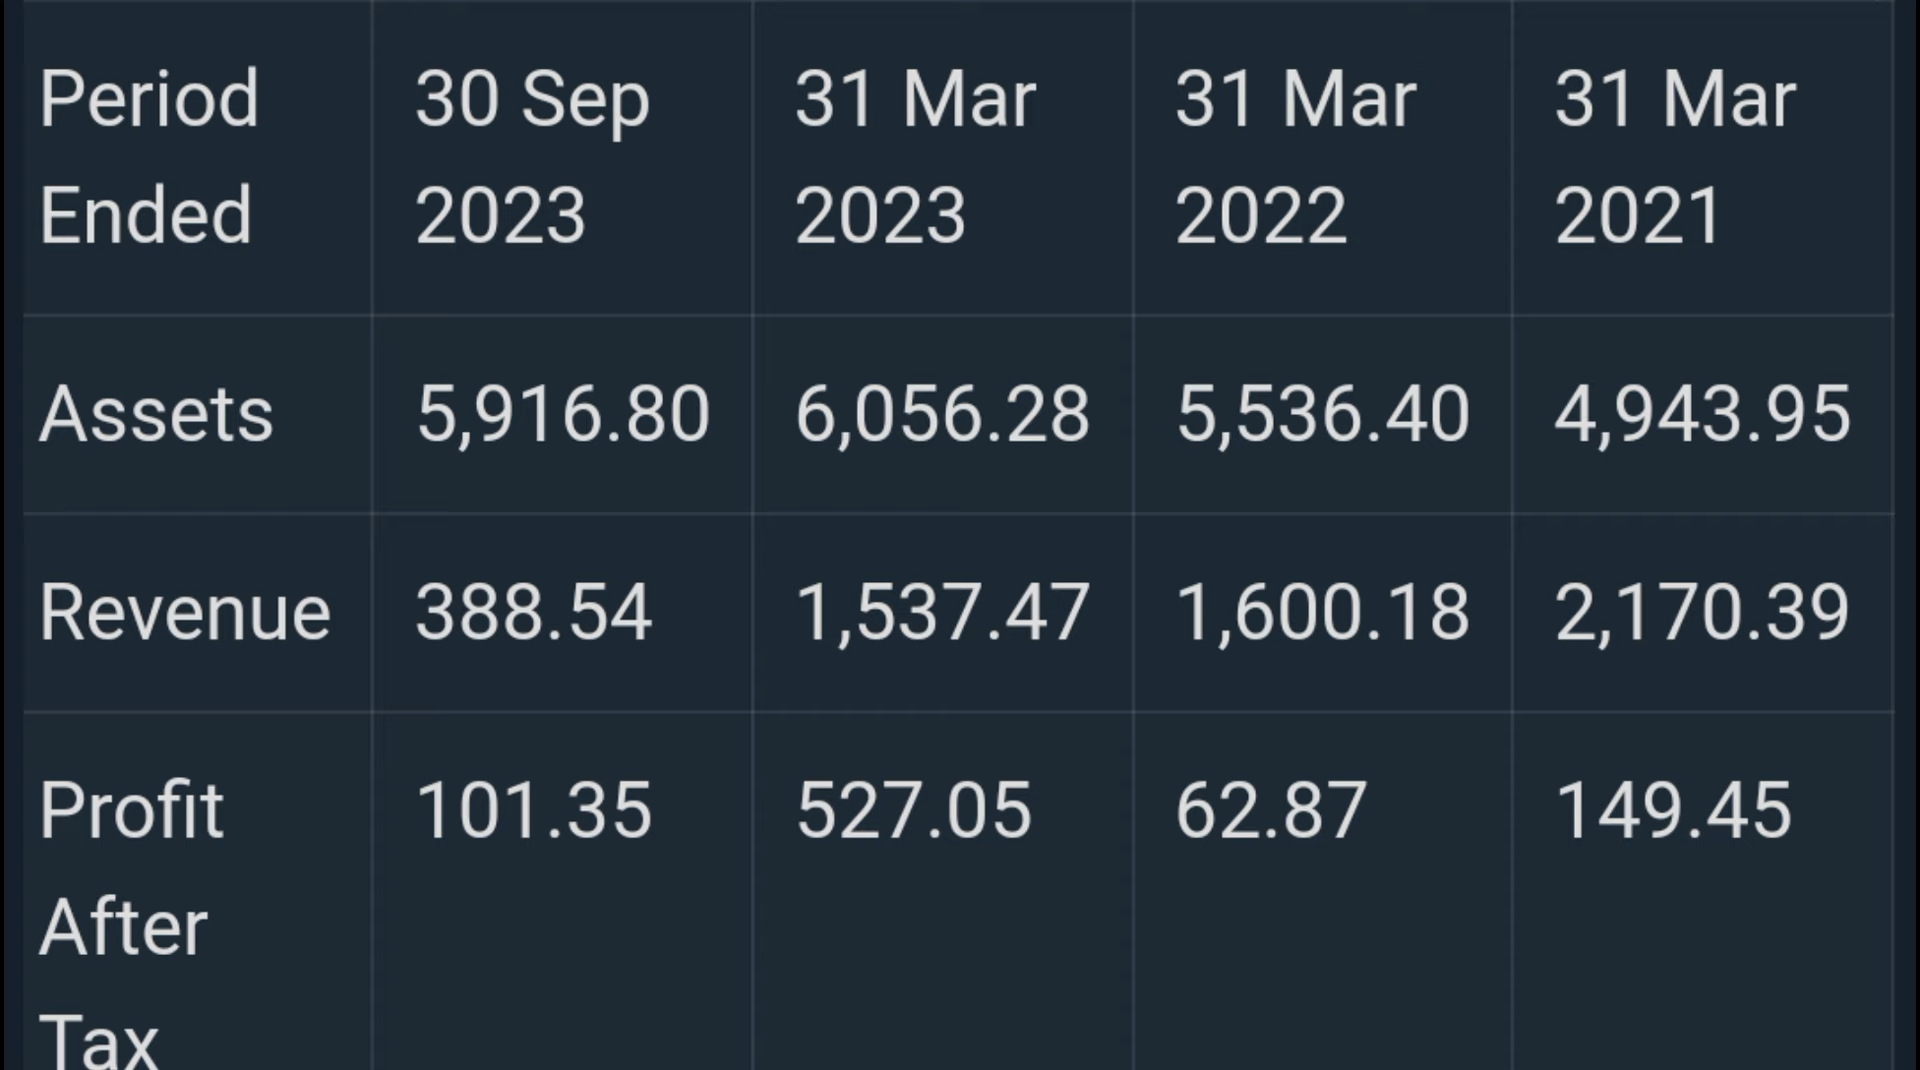 Period Ended 30 Sep 2023 31 Mar 2023 31 Mar 2022 31 Mar 2021
Assets 5,916.80 6,056.28 5,536.40 4,943.95
Revenue 388.54 1,537.47 1,600.18 2,170.39
Profit After Tax 101.35 527.05 62.87 149.45